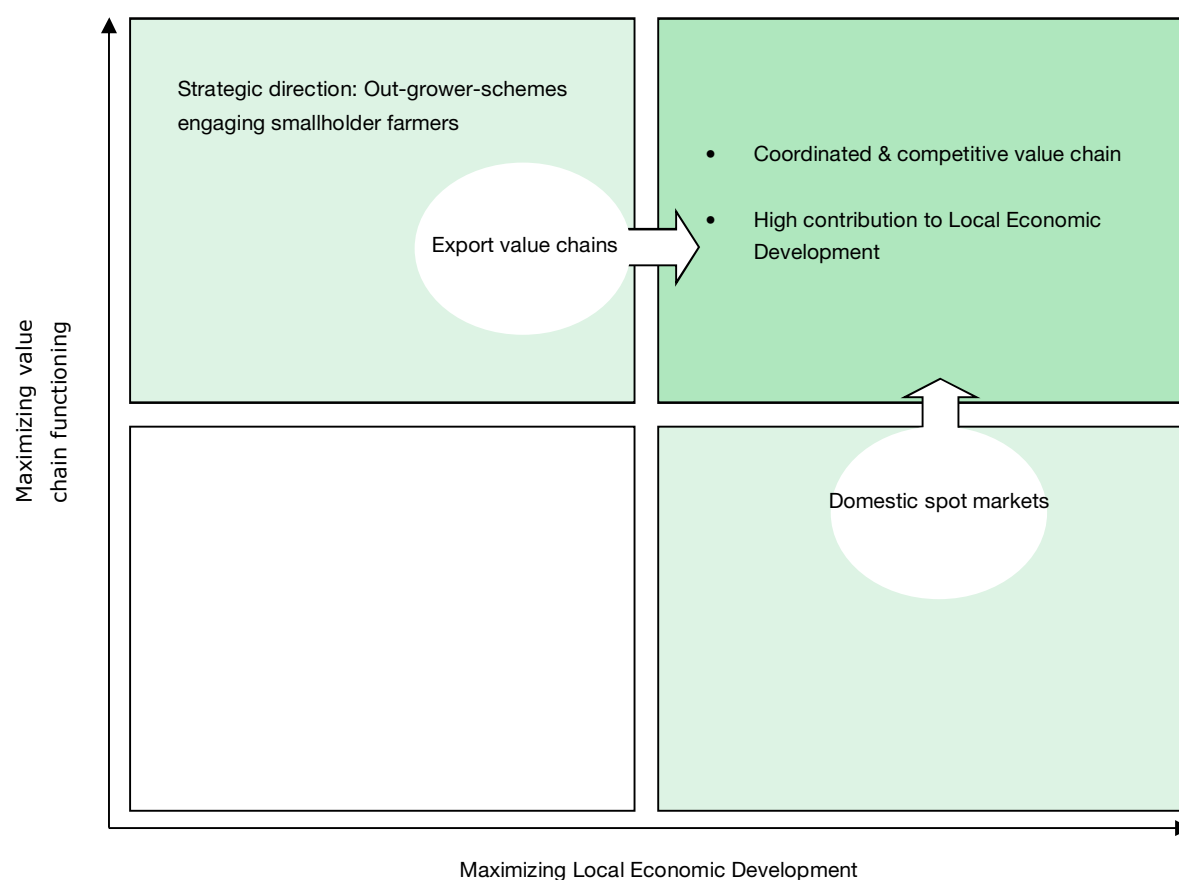 Strategic direction: Out-grower-schemes
engaging smallholder farmers
• Coordinated & competitive value chain
• High contribution to Local Economic
Development
Export value chains
Maximizing value
chain functioning
Domestic spot markets
Maximizing Local Economic Development